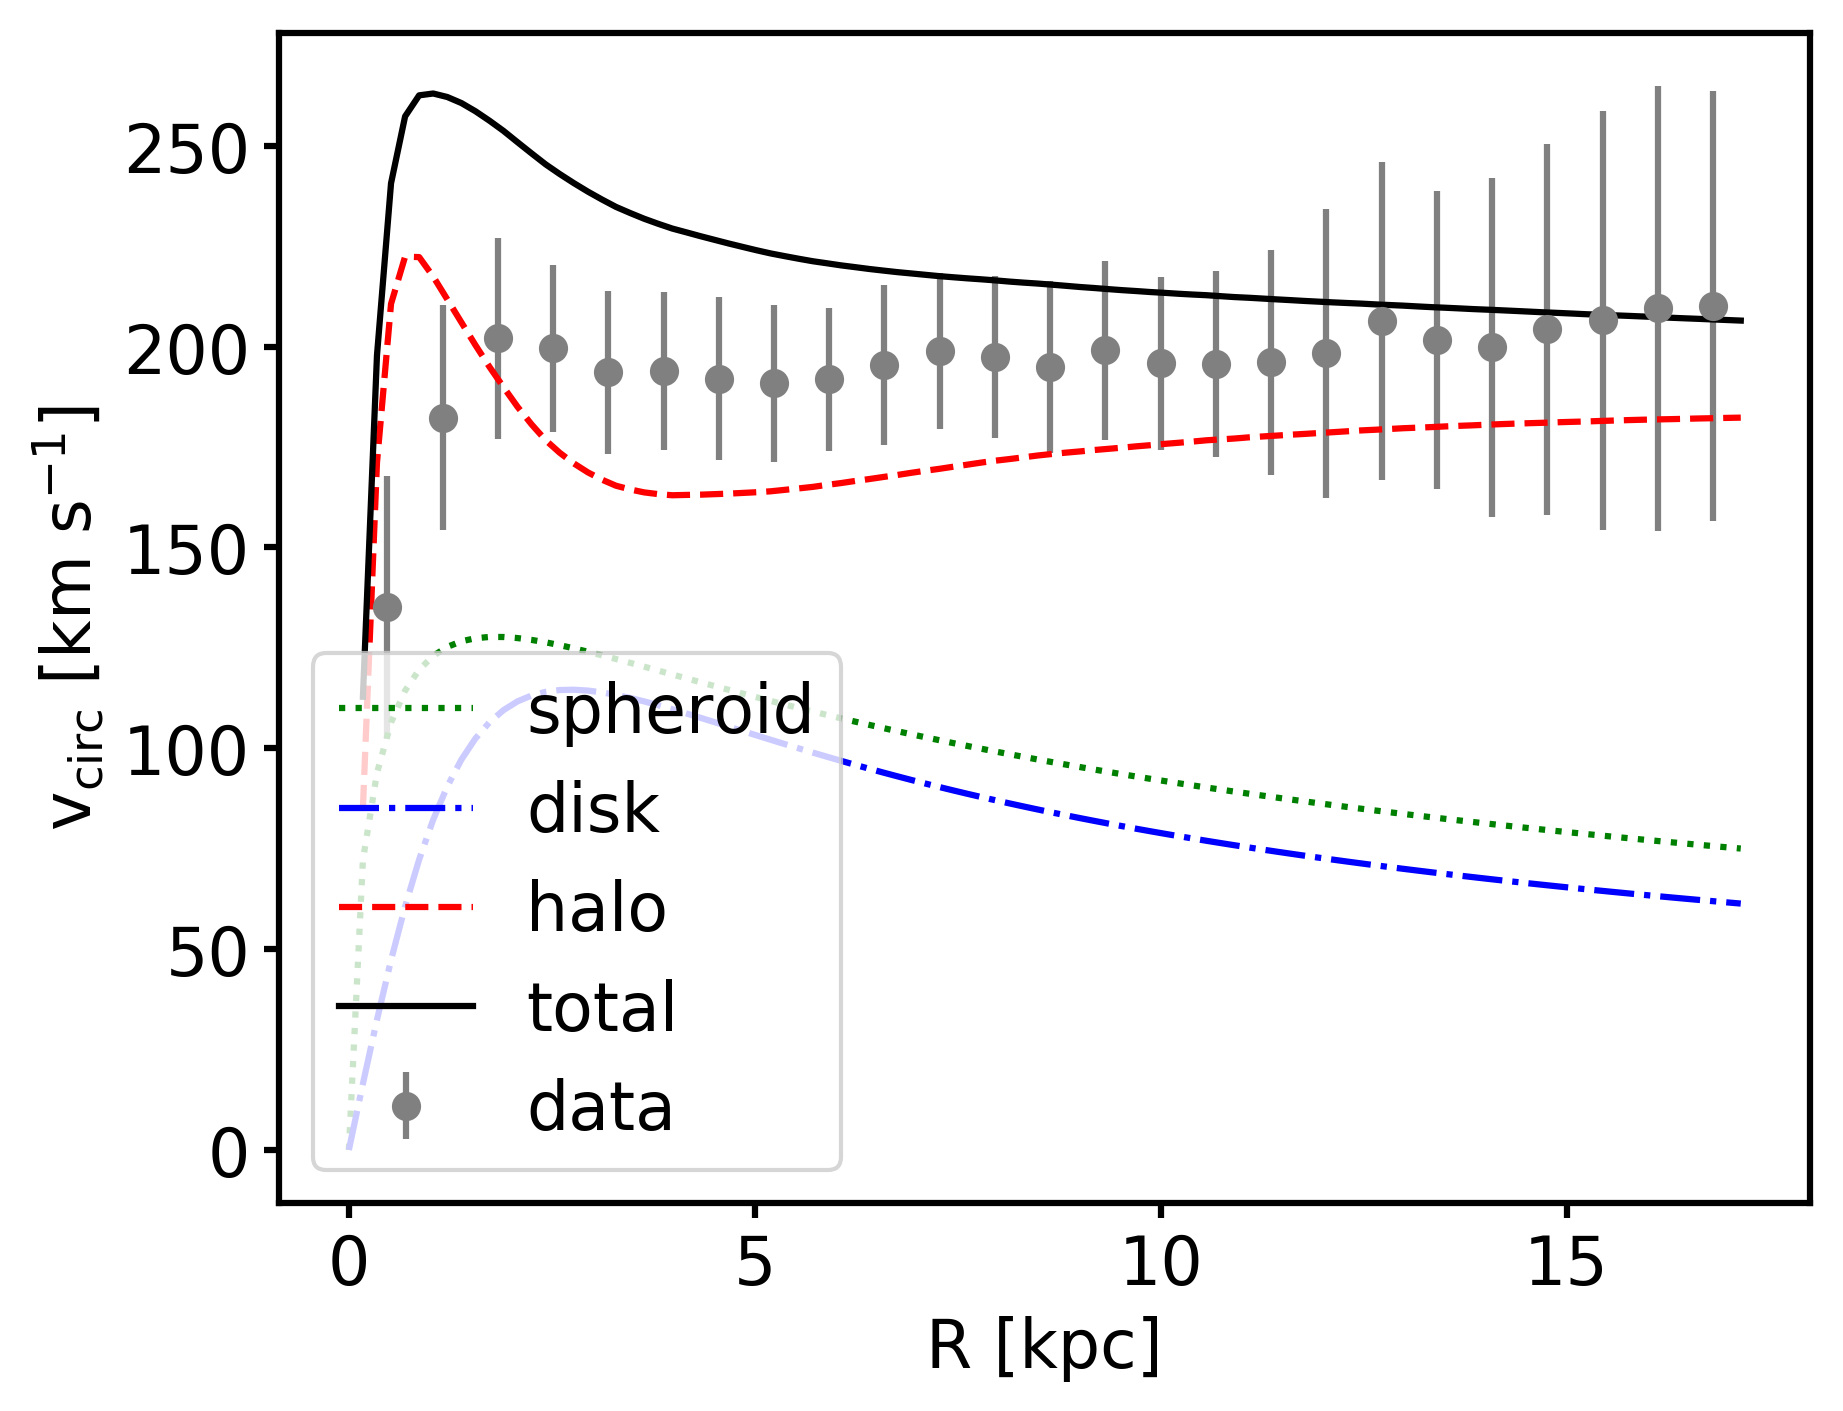 250
200
150
100
50
0
v_circ [km s⁻¹]
spheroid
disk
halo
total
data
0 5 10 15
R [kpc]